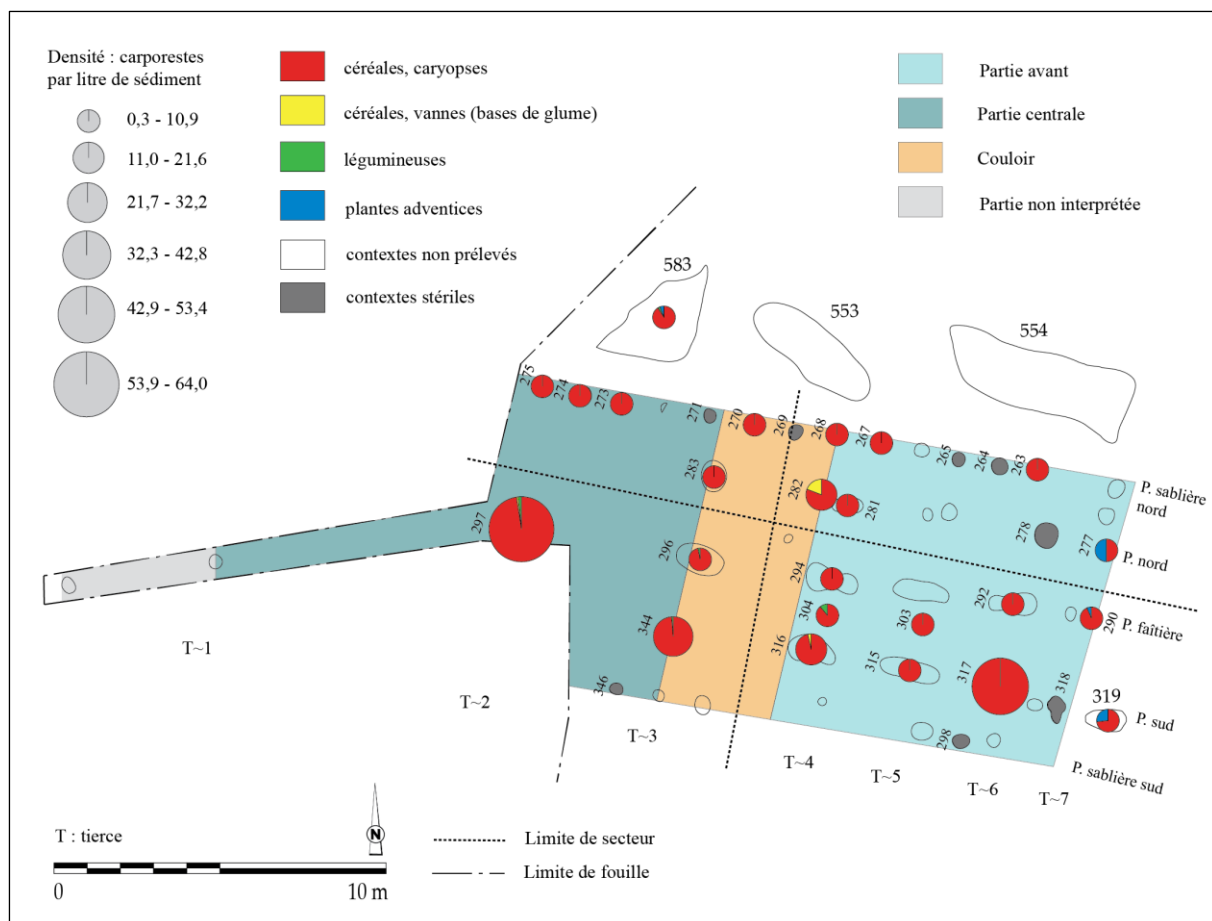 Densité : carporestes
par litre de sédiment
0,3 - 10,9
11,0 - 21,6
21,7 - 32,2
32,3 - 42,8
42,9 - 53,4
53,9 - 64,0
céréales, caryopses
céréales, vannes (bases de glume)
légumineuses
plantes adventices
contextes non prélevés
contextes stériles
Partie avant
Partie centrale
Couloir
Partie non interprétée
583
553
554
275
274
273
271
270
269
268
267
265
264
263
283
282
281
278
277
P. sablière
nord
P. nord
297
296
294
292
290
P. faîtière
304
303
344
316
315
317
318
319
P. sud
346
298
P. sablière sud
T~1
T~2
T~3
T~4
T~5
T~6
T~7
T : tierce
N
0
10 m
Limite de secteur
Limite de fouille